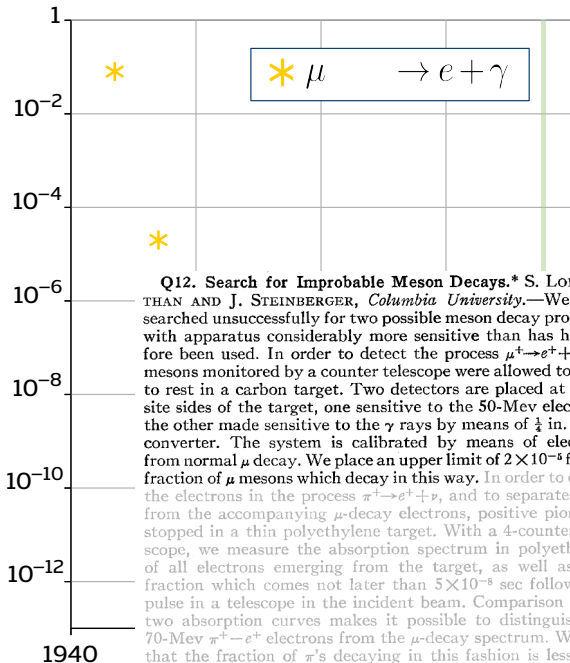 1
μ → e + γ
10−2
10−4
10−6
10−8
10−10
10−12
1940
Q12. Search for Improbable Meson Decays.* S. Lo
THAN AND J. STEINBERGER, Columbia University.—We
searched unsuccessfully for two possible meson decay pro
with apparatus considerably more sensitive than has h
fore been used. In order to detect the process μ+→e++
mesons monitored by a counter telescope were allowed to
to rest in a carbon target. Two detectors are placed at
site sides of the target, one sensitive to the 50-Mev elec
the other made sensitive to the γ rays by means of ¼ in.
converter. The system is calibrated by means of elec
from normal μ decay. We place an upper limit of 2×10−5 f
fraction of μ mesons which decay in this way. In order to
the electrons in the process π+→e++ν, and to separate
from the accompanying μ-decay electrons, positive pion
stopped in a thin polyethylene target. With a 4-counter
scope, we measure the absorption spectrum in polyeth
of all electrons emerging from the target, as well as
fraction which comes not later than 5×10−8 sec follow
pulse in a telescope in the incident beam. Comparison
two absorption curves makes it possible to distinguis
70-Mev π+−e+ electrons from the μ-decay spectrum. W
that the fraction of π's decaying in this fashion is less